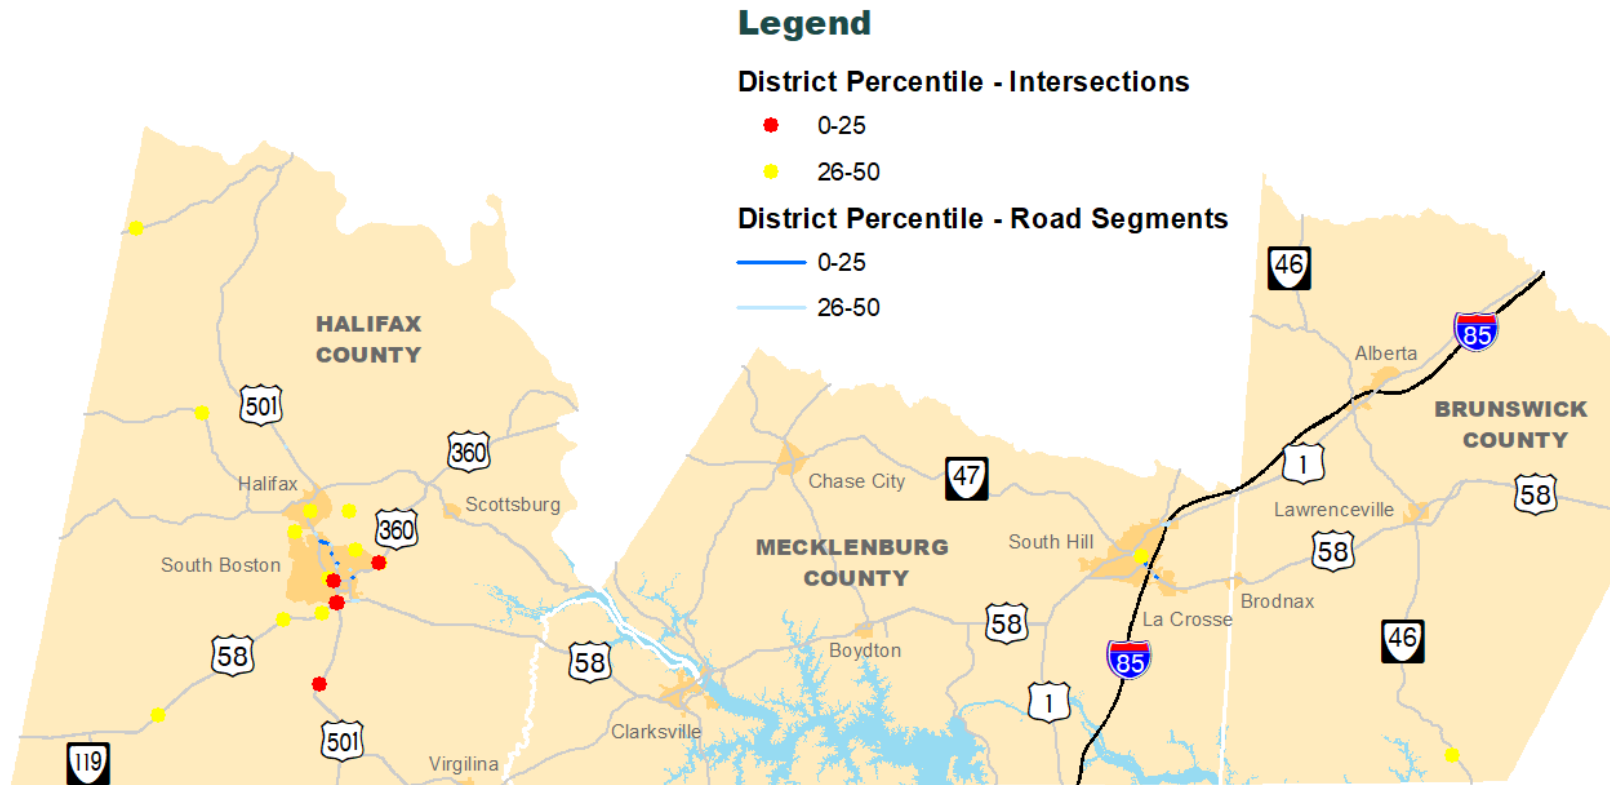 Legend
District Percentile - Intersections
0-25
26-50
District Percentile - Road Segments
0-25
26-50
46
85
HALIFAX
COUNTY
Alberta
501
BRUNSWICK
COUNTY
360
1
47
Chase City
Halifax
Scottsburg
58
Lawrenceville
360
South Hill
58
MECKLENBURG
COUNTY
South Boston
Brodnax
La Crosse
58
46
Boydton
58
58
85
1
Clarksville
501
119
Virgilina